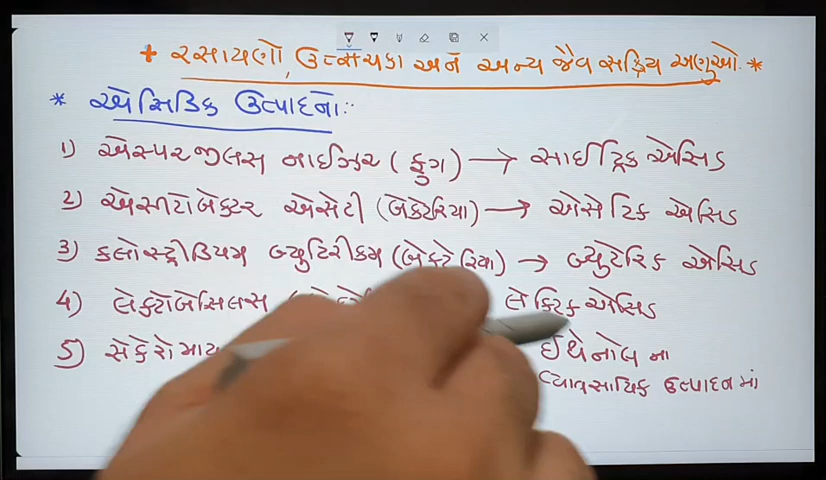 + રસાયણો, ઉત્સેચકો અને અન્ય જૈવ સક્રિય અણુઓ. *
* એસિડિક ઉત્પાદનો :-
1) એસ્પરજીલસ નાઈઝર (ફુગ) → સાઈટ્રિક એસિડ
2) એસીટોબેક્ટર એસેટી (બેક્ટેરિયા) → એસેટિક એસિડ
3) ક્લોસ્ટ્રીડિયમ બ્યુટિરીકમ (બેક્ટેરિયા) → બ્યુટેરિક એસિડ
4) લેક્ટોબેસિલસ લેક્ટિક એસિડ
5) ઈથેનોલ ના
વ્યાવસાયિક ઉત્પાદન માં